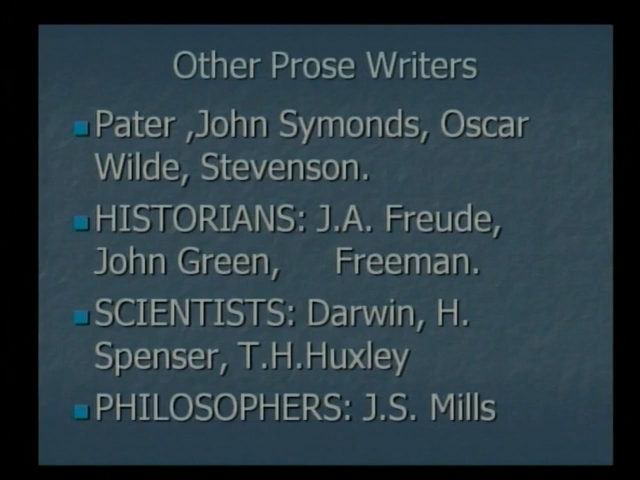 Other Prose Writers
Pater ,John Symonds, Oscar
Wilde, Stevenson.
HISTORIANS: J.A. Freude,
John Green, Freeman.
SCIENTISTS: Darwin, H.
Spenser, T.H.Huxley
PHILOSOPHERS: J.S. Mills